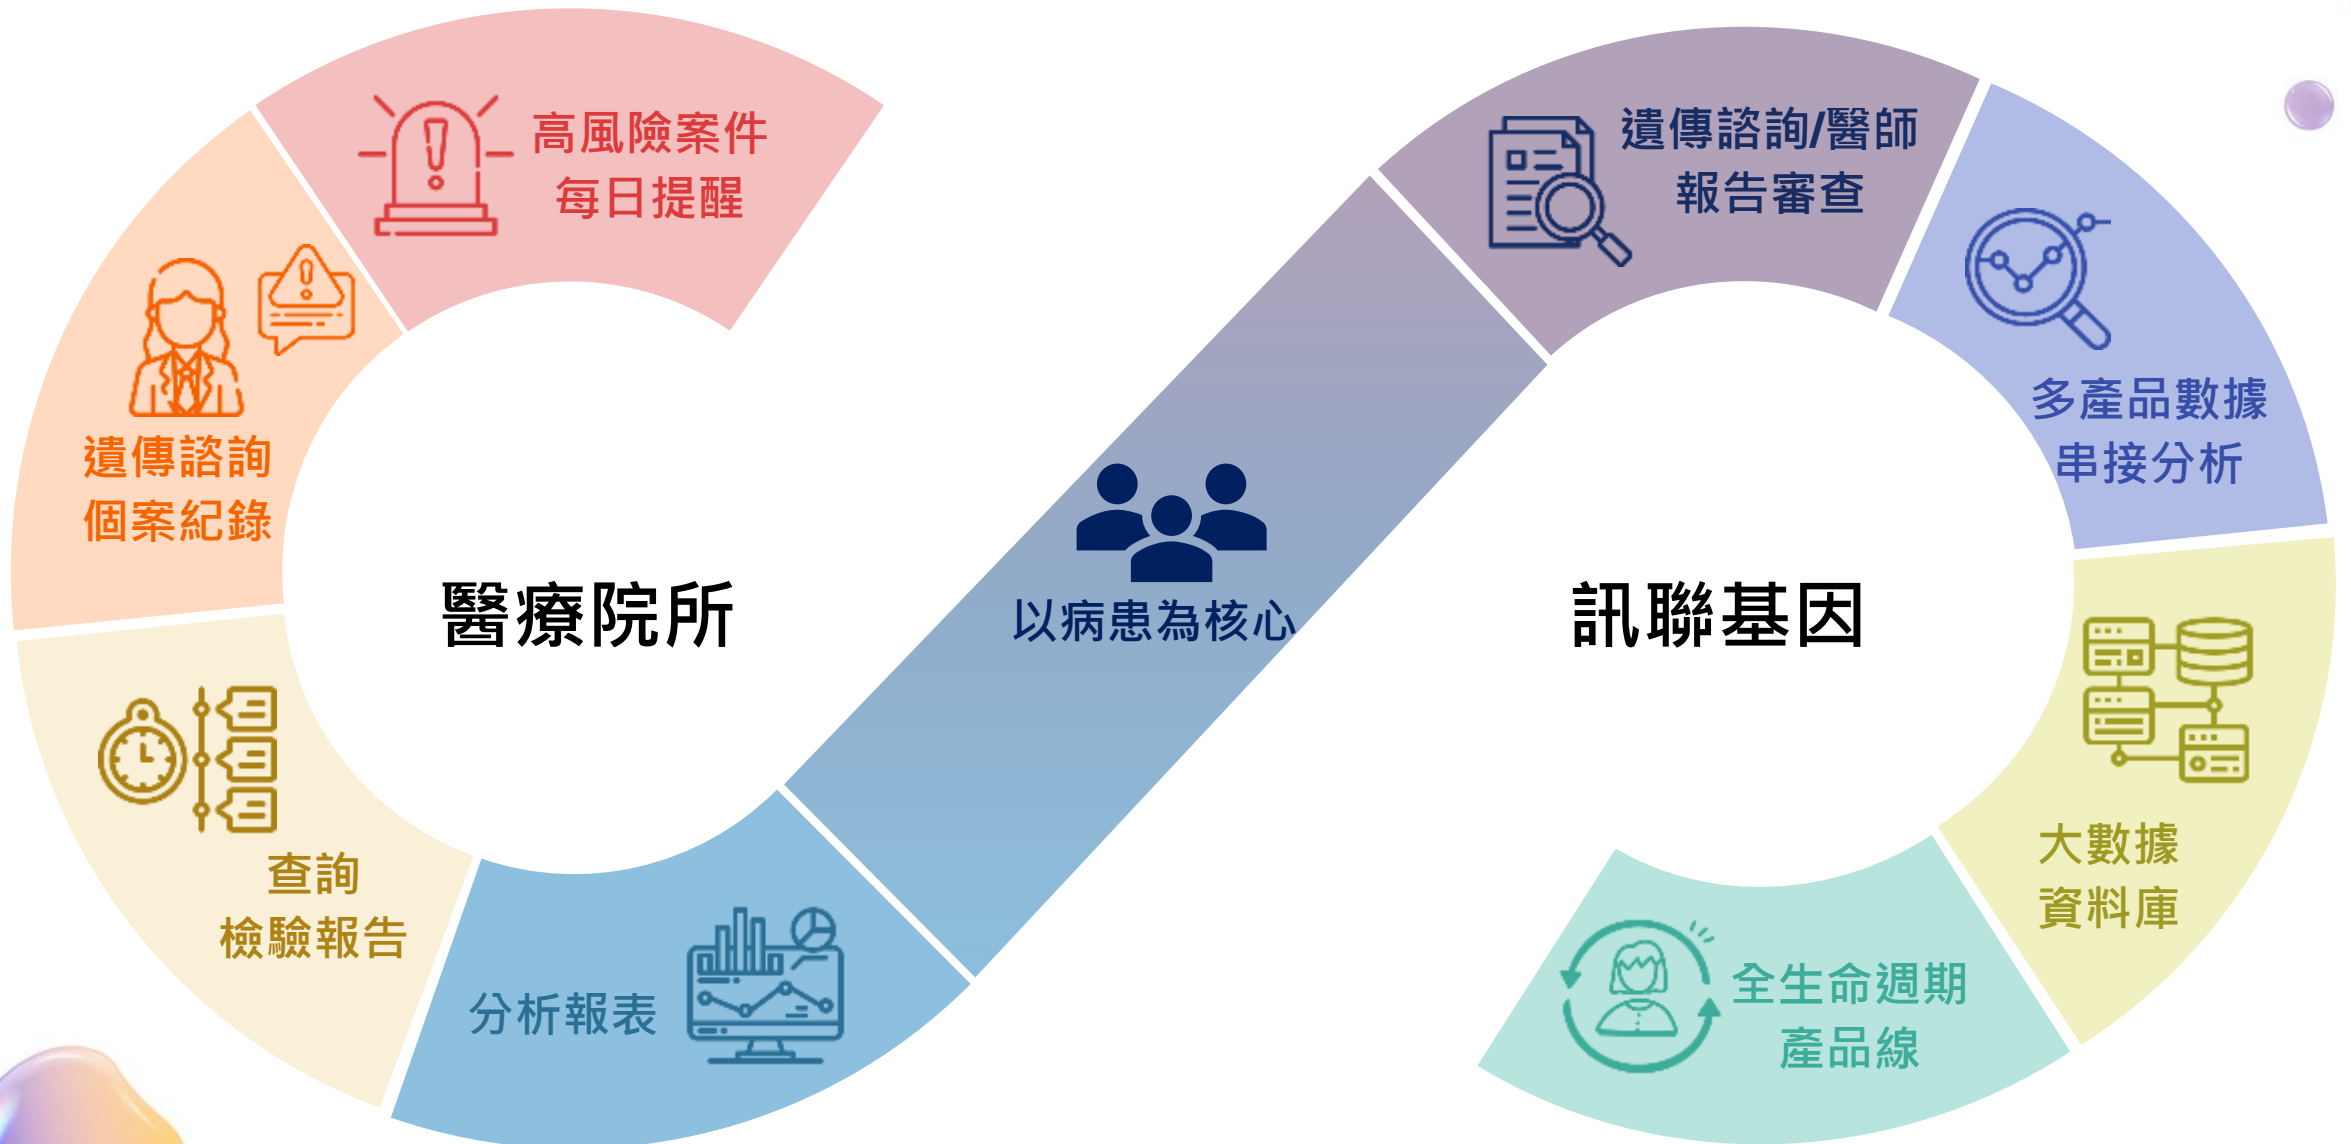 高風險案件
每日提醒
遺傳諮詢
個案紀錄
醫療院所
查詢
檢驗報告
分析報表
以病患為核心
遺傳諮詢/醫師
報告審查
多產品數據
串接分析
訊聯基因
大數據
資料庫
全生命週期
產品線